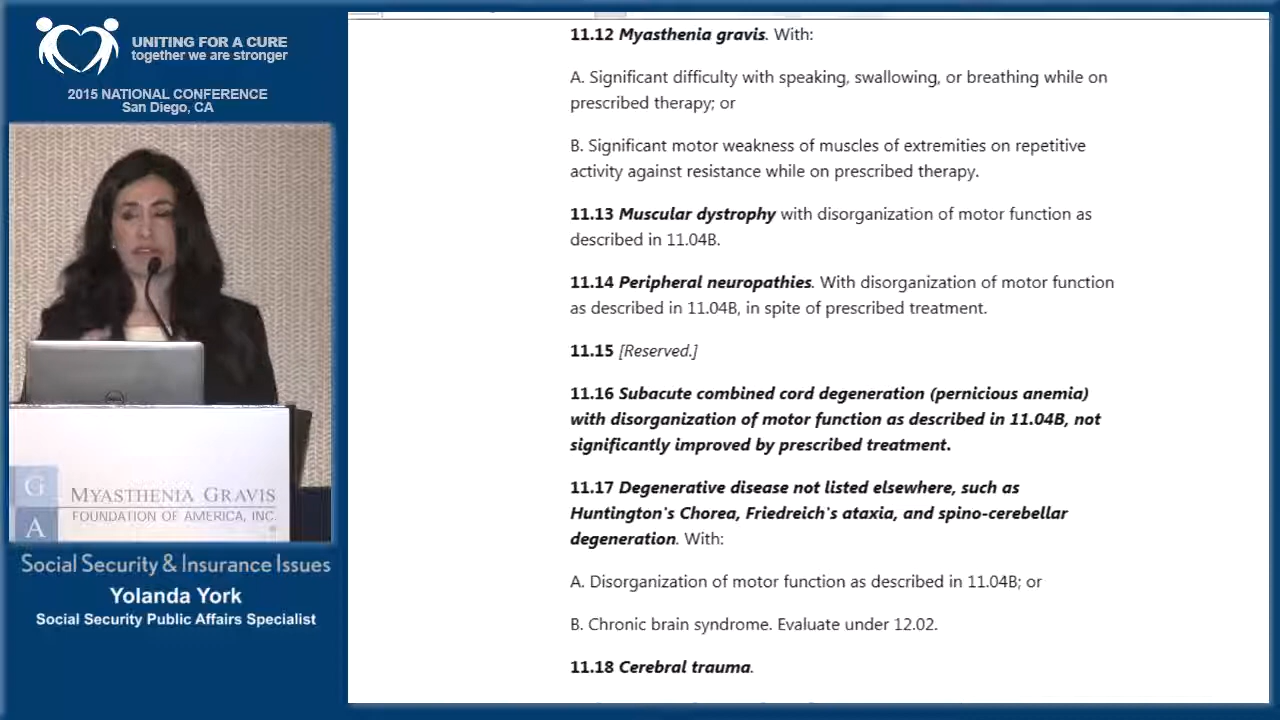 UNITING FOR A CURE
together we are stronger
2015 NATIONAL CONFERENCE
San Diego, CA
G
A
MYASTHENIA GRAVIS
FOUNDATION OF AMERICA, INC.
Social Security & Insurance Issues
Yolanda York
Social Security Public Affairs Specialist
11.12 Myasthenia gravis. With:
A. Significant difficulty with speaking, swallowing, or breathing while on
prescribed therapy; or
B. Significant motor weakness of muscles of extremities on repetitive
activity against resistance while on prescribed therapy.
11.13 Muscular dystrophy with disorganization of motor function as
described in 11.04B.
11.14 Peripheral neuropathies. With disorganization of motor function
as described in 11.04B, in spite of prescribed treatment.
11.15 [Reserved.]
11.16 Subacute combined cord degeneration (pernicious anemia)
with disorganization of motor function as described in 11.04B, not
significantly improved by prescribed treatment.
11.17 Degenerative disease not listed elsewhere, such as
Huntington's Chorea, Friedreich's ataxia, and spino-cerebellar
degeneration. With:
A. Disorganization of motor function as described in 11.04B; or
B. Chronic brain syndrome. Evaluate under 12.02.
11.18 Cerebral trauma.